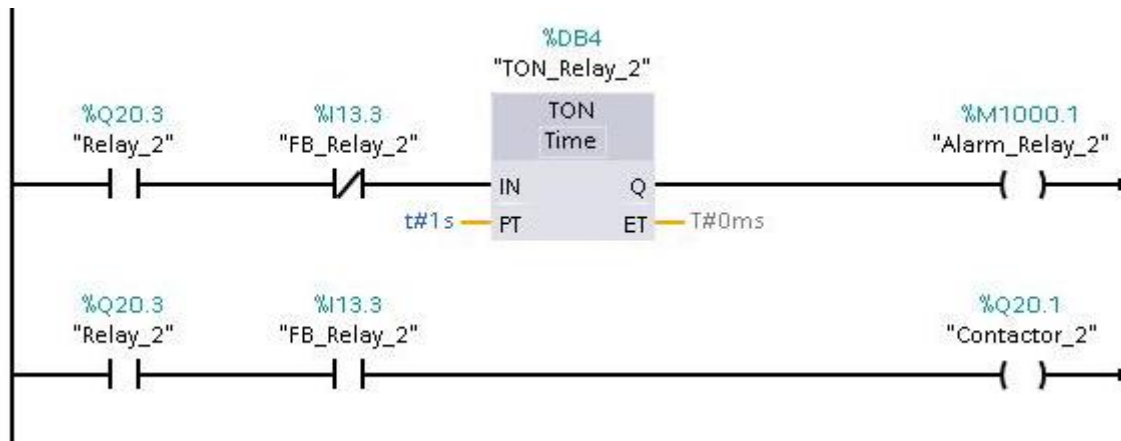 %DB4
"TON_Relay_2"
%Q20.3 %I13.3 TON %M1000.1
"Relay_2" "FB_Relay_2" Time "Alarm_Relay_2"
IN Q
t#1s PT ET T#0ms
%Q20.3 %I13.3 %Q20.1
"Relay_2" "FB_Relay_2" "Contactor_2"